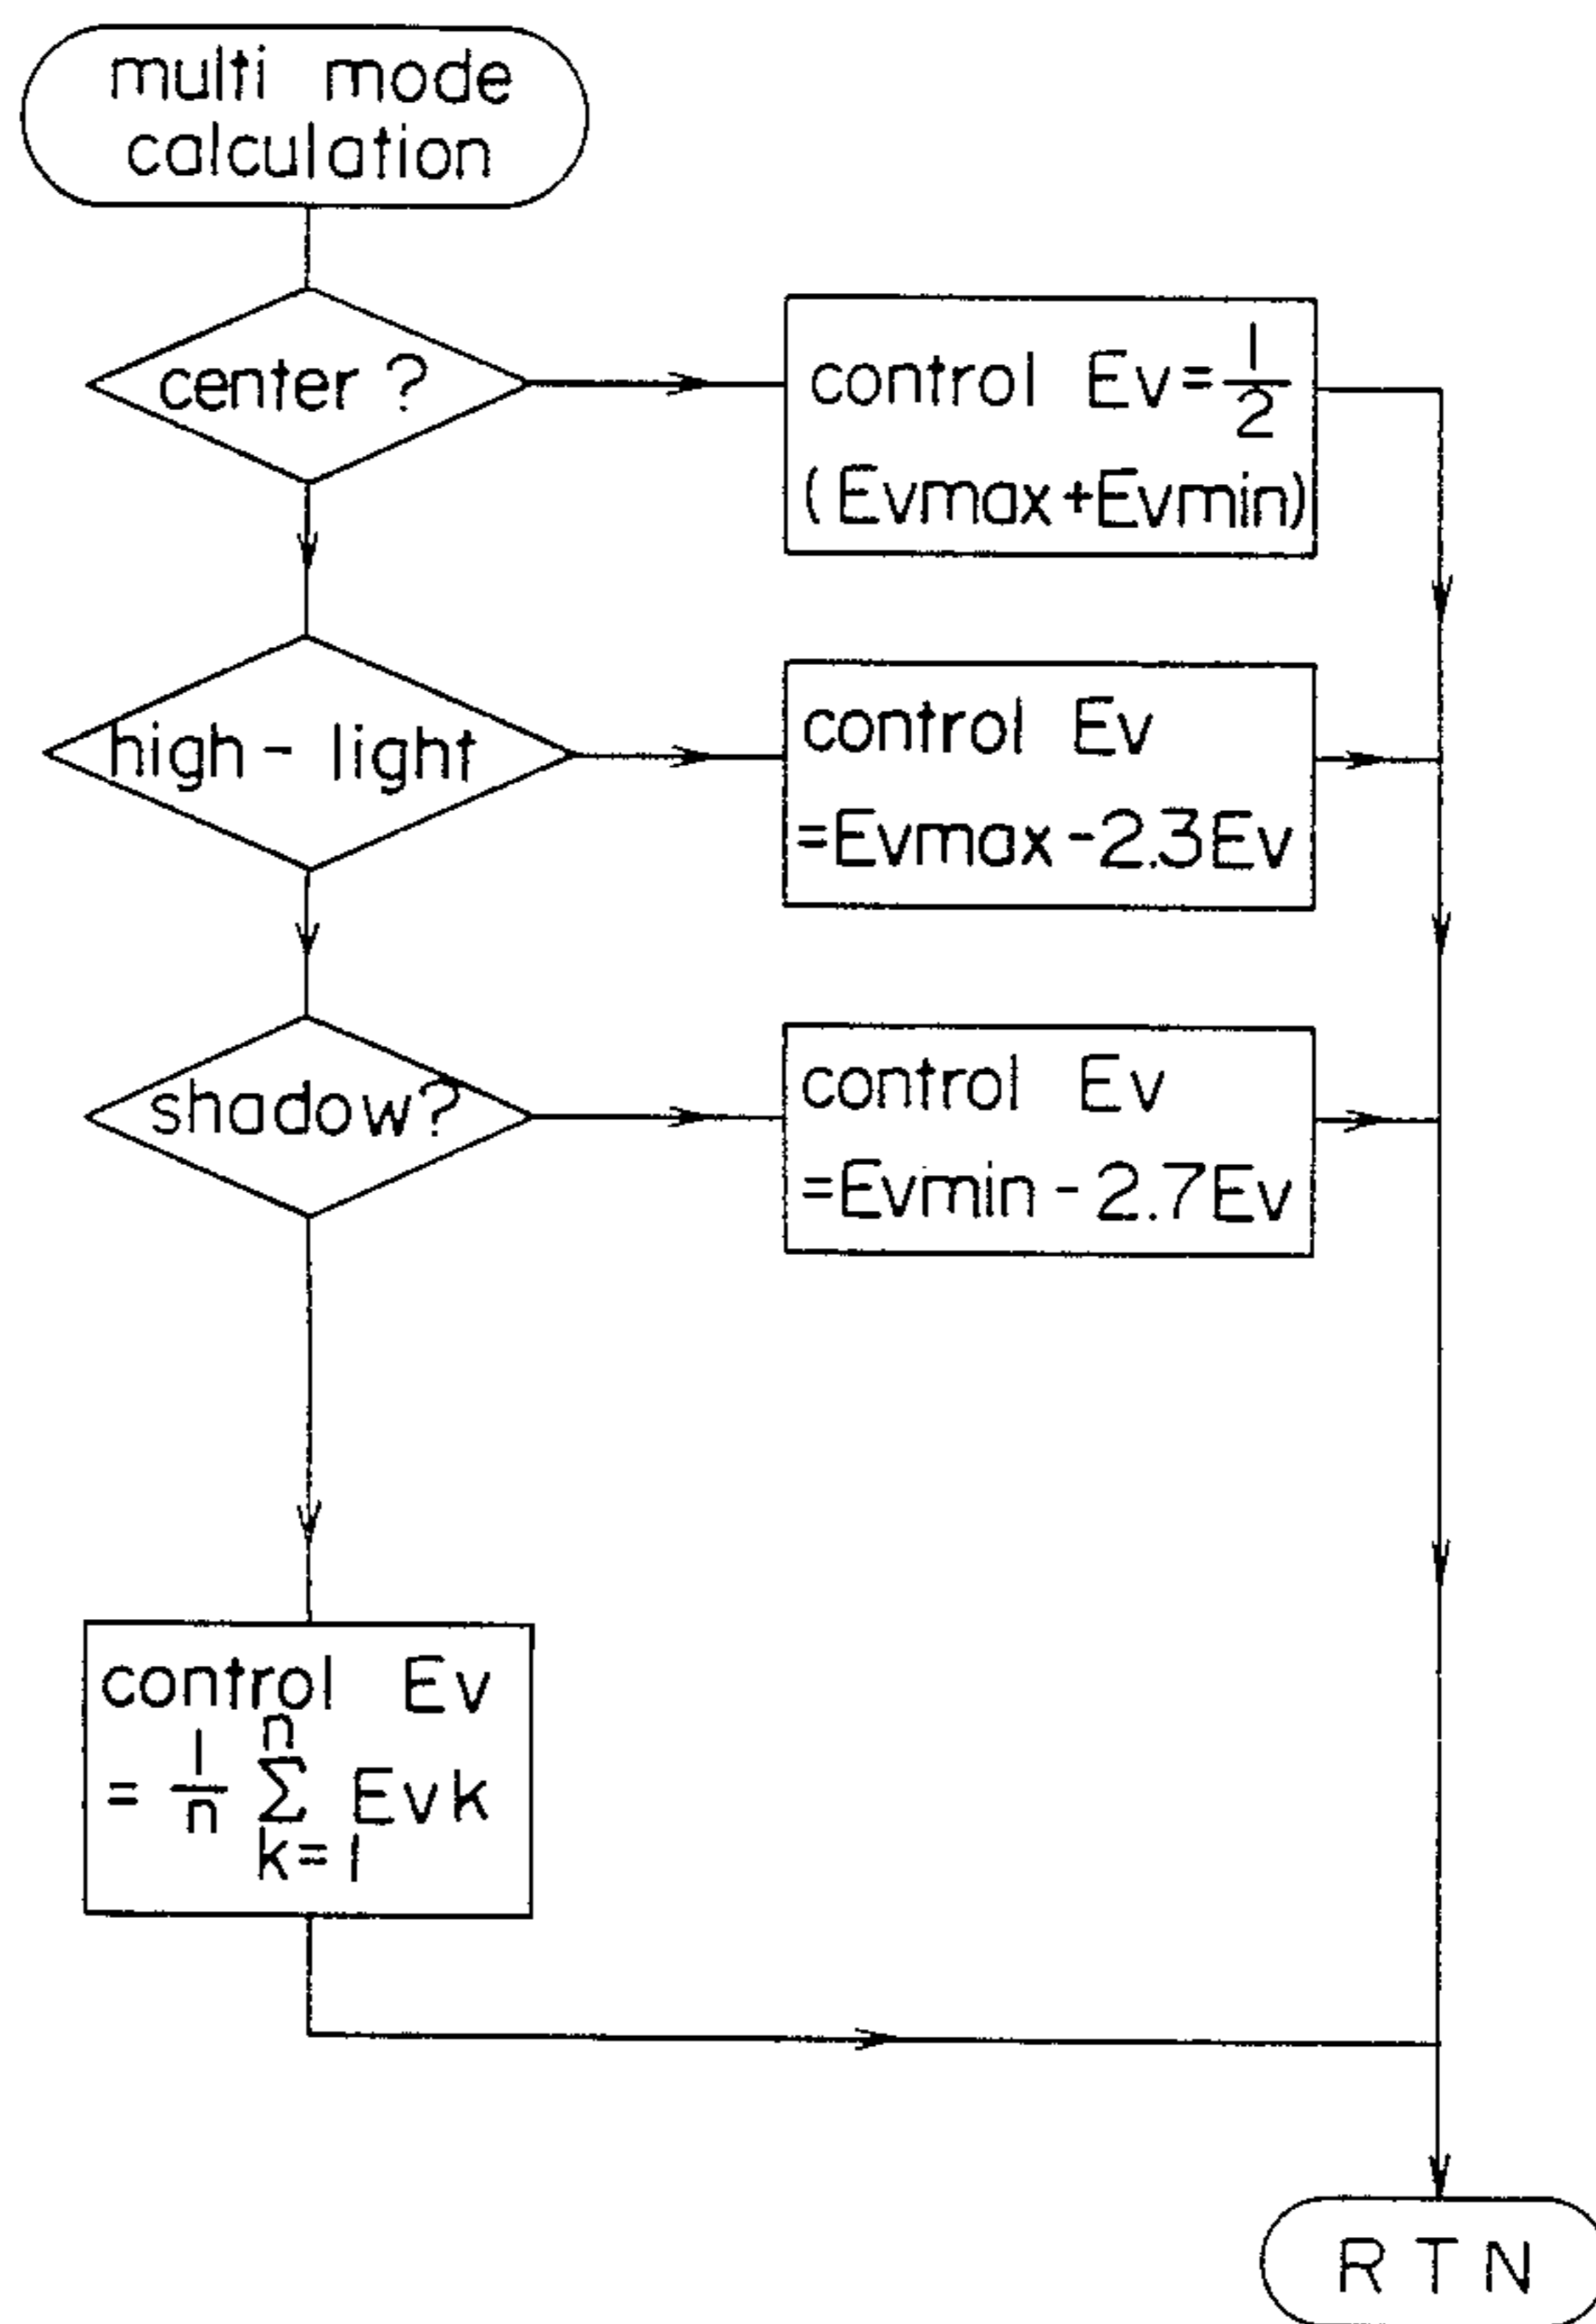 multi mode
calculation
center ?
control Ev=1/2
(Evmax+Evmin)
high - light
control Ev
=Evmax-2.3Ev
shadow?
control Ev
=Evmin-2.7Ev
control Ev
= 1/n n∑k=1 Evk
RTN